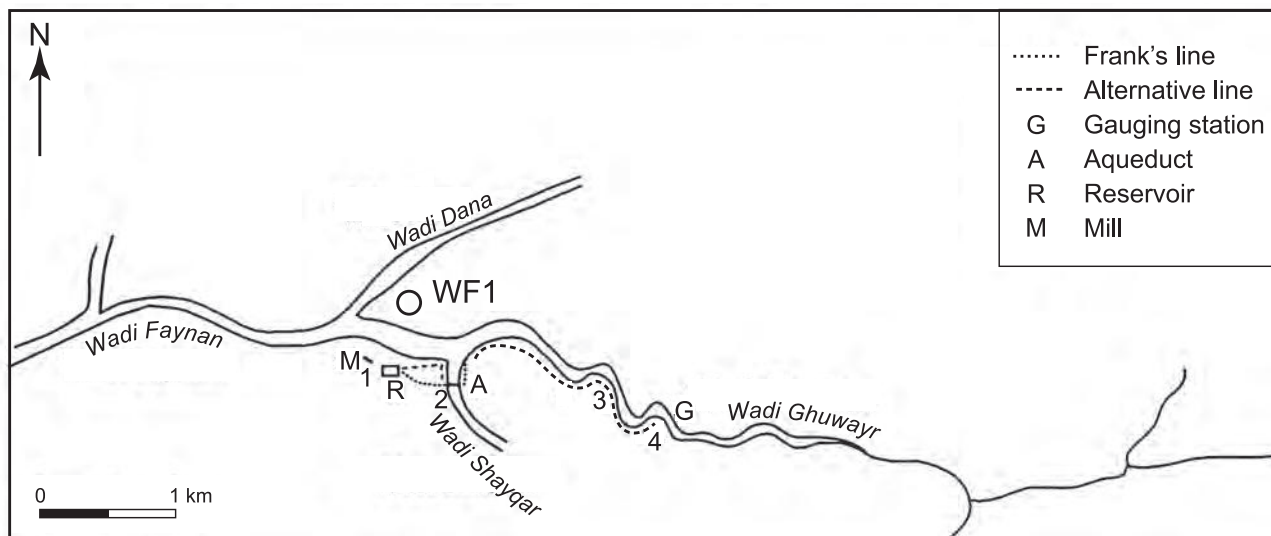 N
Frank's line
Alternative line
G Gauging station
A Aqueduct
R Reservoir
M Mill
Wadi Dana
WF1
Wadi Faynan
M
1
R
2
A
3
G
4
Wadi Ghuwayr
Wadi Shayqar
0 1 km